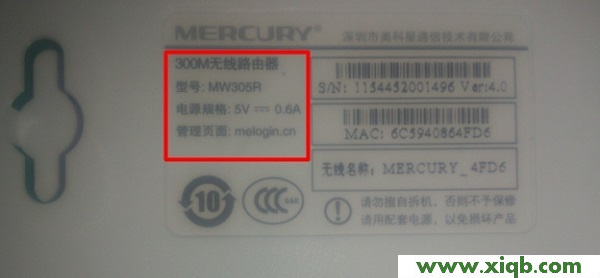 MERCURY 深圳市美科星通信技术有限公司
300M无线路由器
型号: MW305R
电源规格: 5V⎓0.6A
管理页面: melogin.cn
S/N: 1154452001496 Ver:4.0
MAC: 6C5940864FD6
无线名称: MERCURY_4FD6
10
CCC
S&E
请勿擅自拆机，否则不予保修
请用配套电源，以免损坏产品
www.xiqb.com